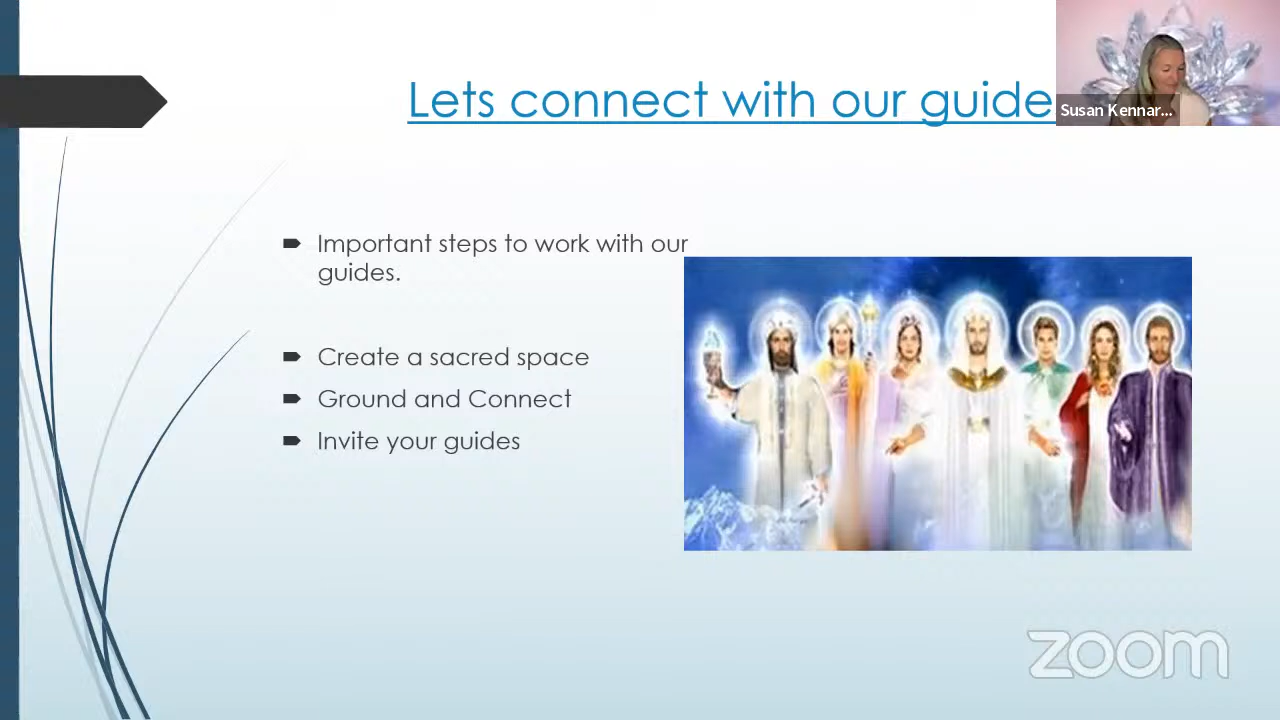 Lets connect with our guide
Susan Kennar...
Important steps to work with our
guides.
Create a sacred space
Ground and Connect
Invite your guides
zoom